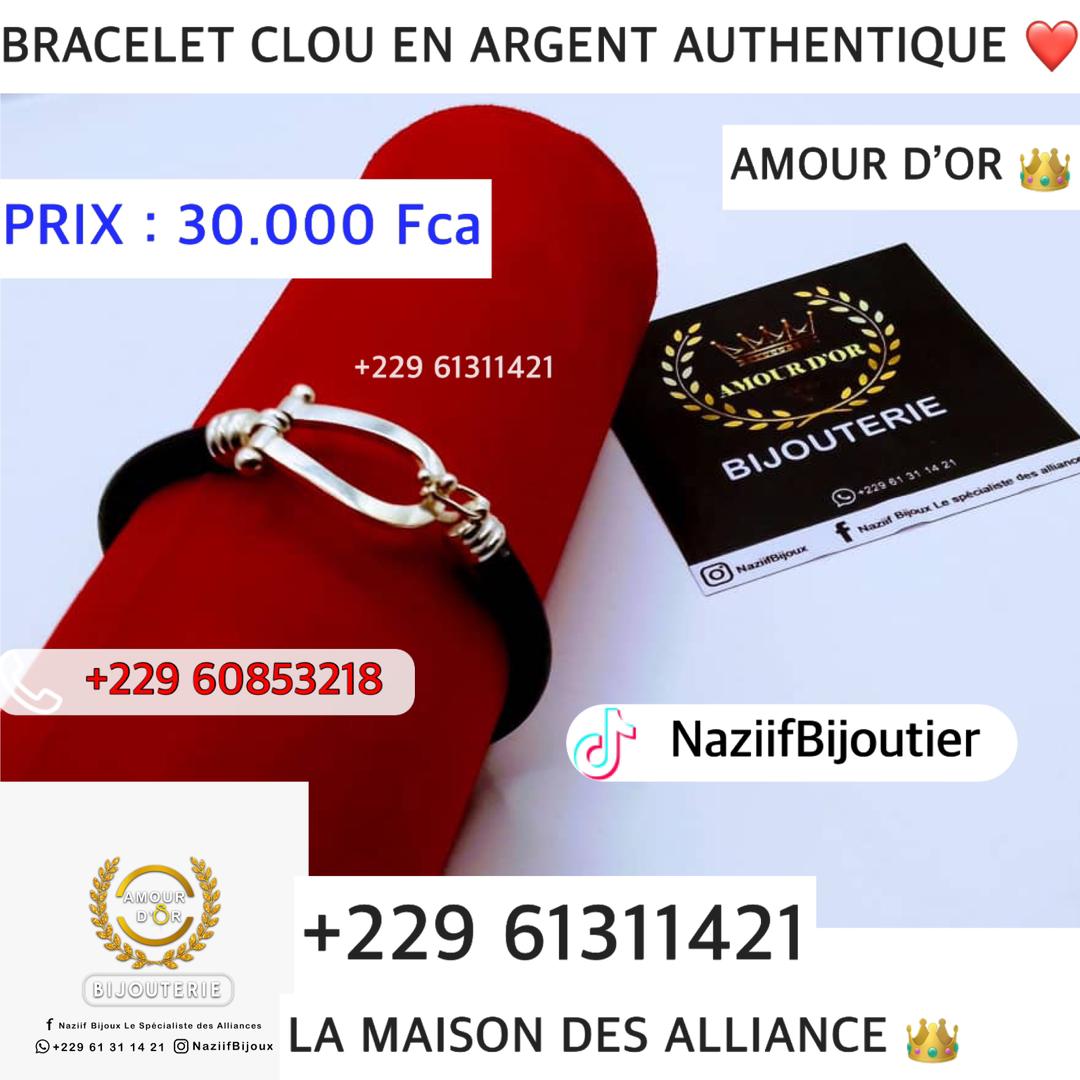 BRACELET CLOU EN ARGENT AUTHENTIQUE ❤️
AMOUR D’OR 👑
PRIX : 30.000 Fca
+229 61311421
AMOUR D'OR
BIJOUTERIE
+229 61 31 14 21
Naziif Bijoux Le spécialiste des alliance
NaziifBijoux
+229 60853218
NaziifBijoutier
AMOUR
D'OR
BIJOUTERIE
Naziif Bijoux Le Spécialiste des Alliances
+229 61 31 14 21 NaziifBijoux
+229 61311421
LA MAISON DES ALLIANCE 👑